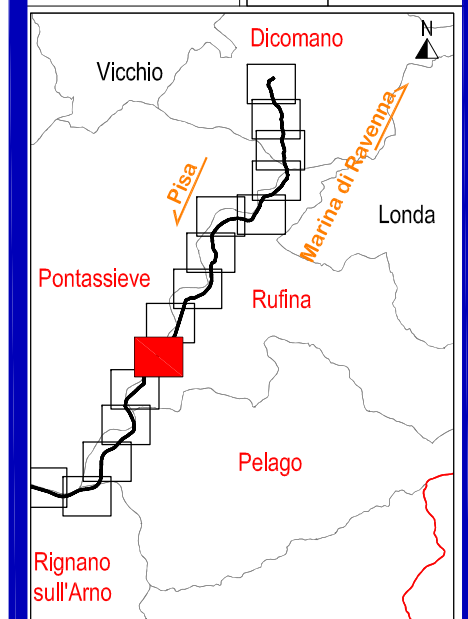 Dicomano
N
Vicchio
Marina di Ravenna
Pisa
Londa
Pontassieve
Rufina
Pelago
Rignano
sull'Arno